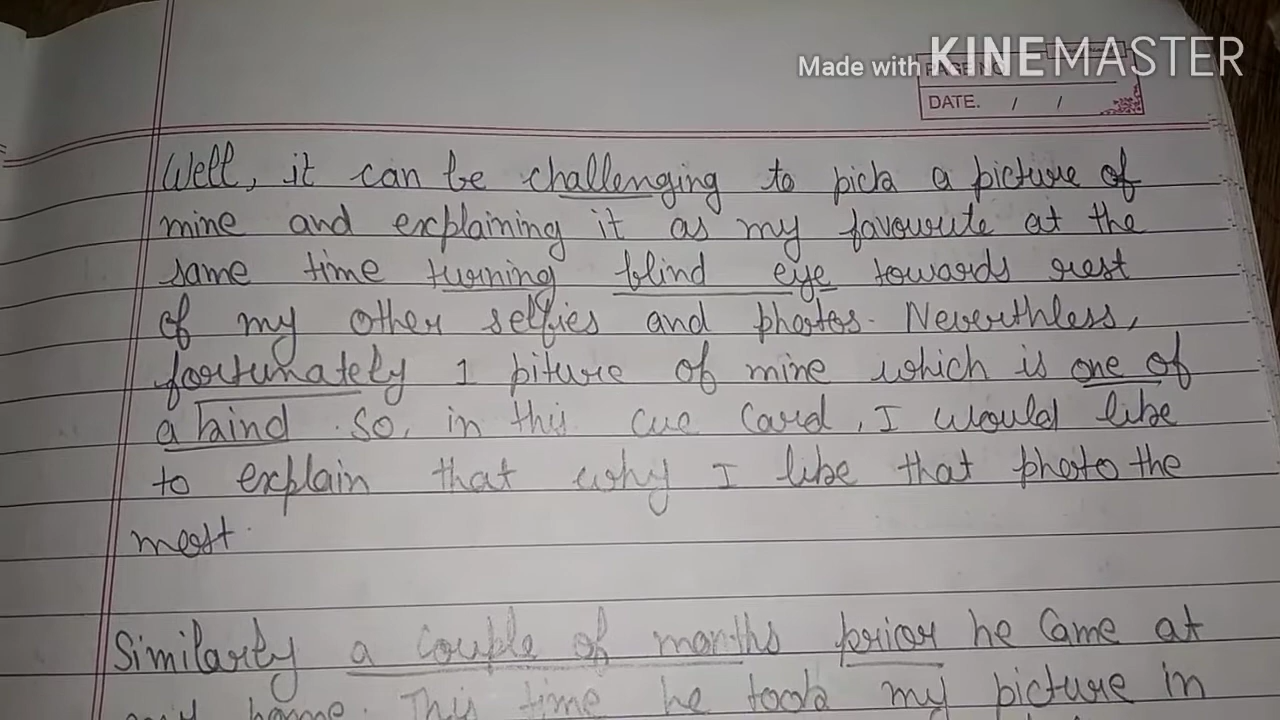 Made with KINEMASTER
PAGE NO.
DATE. / /
Well, it can be challenging to pick a picture of
mine and explaining it as my favourite at the
same time turning blind eye towards rest
of my other selfies and photos. Nevertheless,
fortunately 1 piture of mine which is one of
a kind. So, in this cue card, I would like
to explain that why I like that photo the
most.
Similarly a couple of months prior he came at
my home. This time he took my picture in